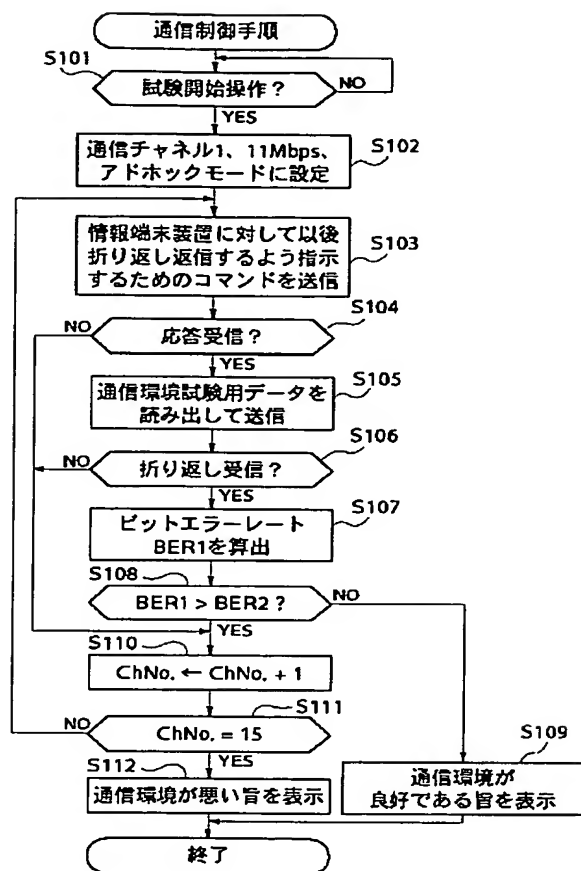 通信制御手順
S101
試験開始操作？
NO
YES
S102
通信チャネル1、11Mbps、
アドホックモードに設定
S103
情報端末装置に対して以後
折り返し返信するよう指示
するためのコマンドを送信
S104
NO
応答受信？
YES
S105
通信環境試験用データを
読み出して送信
S106
NO
折り返し受信？
YES
S107
ビットエラーレート
BER1を算出
S108
BER1 > BER2？
NO
YES
S110
ChNo. ← ChNo. + 1
S111
NO
ChNo. = 15
YES
S112
通信環境が悪い旨を表示
S109
通信環境が
良好である旨を表示
終了